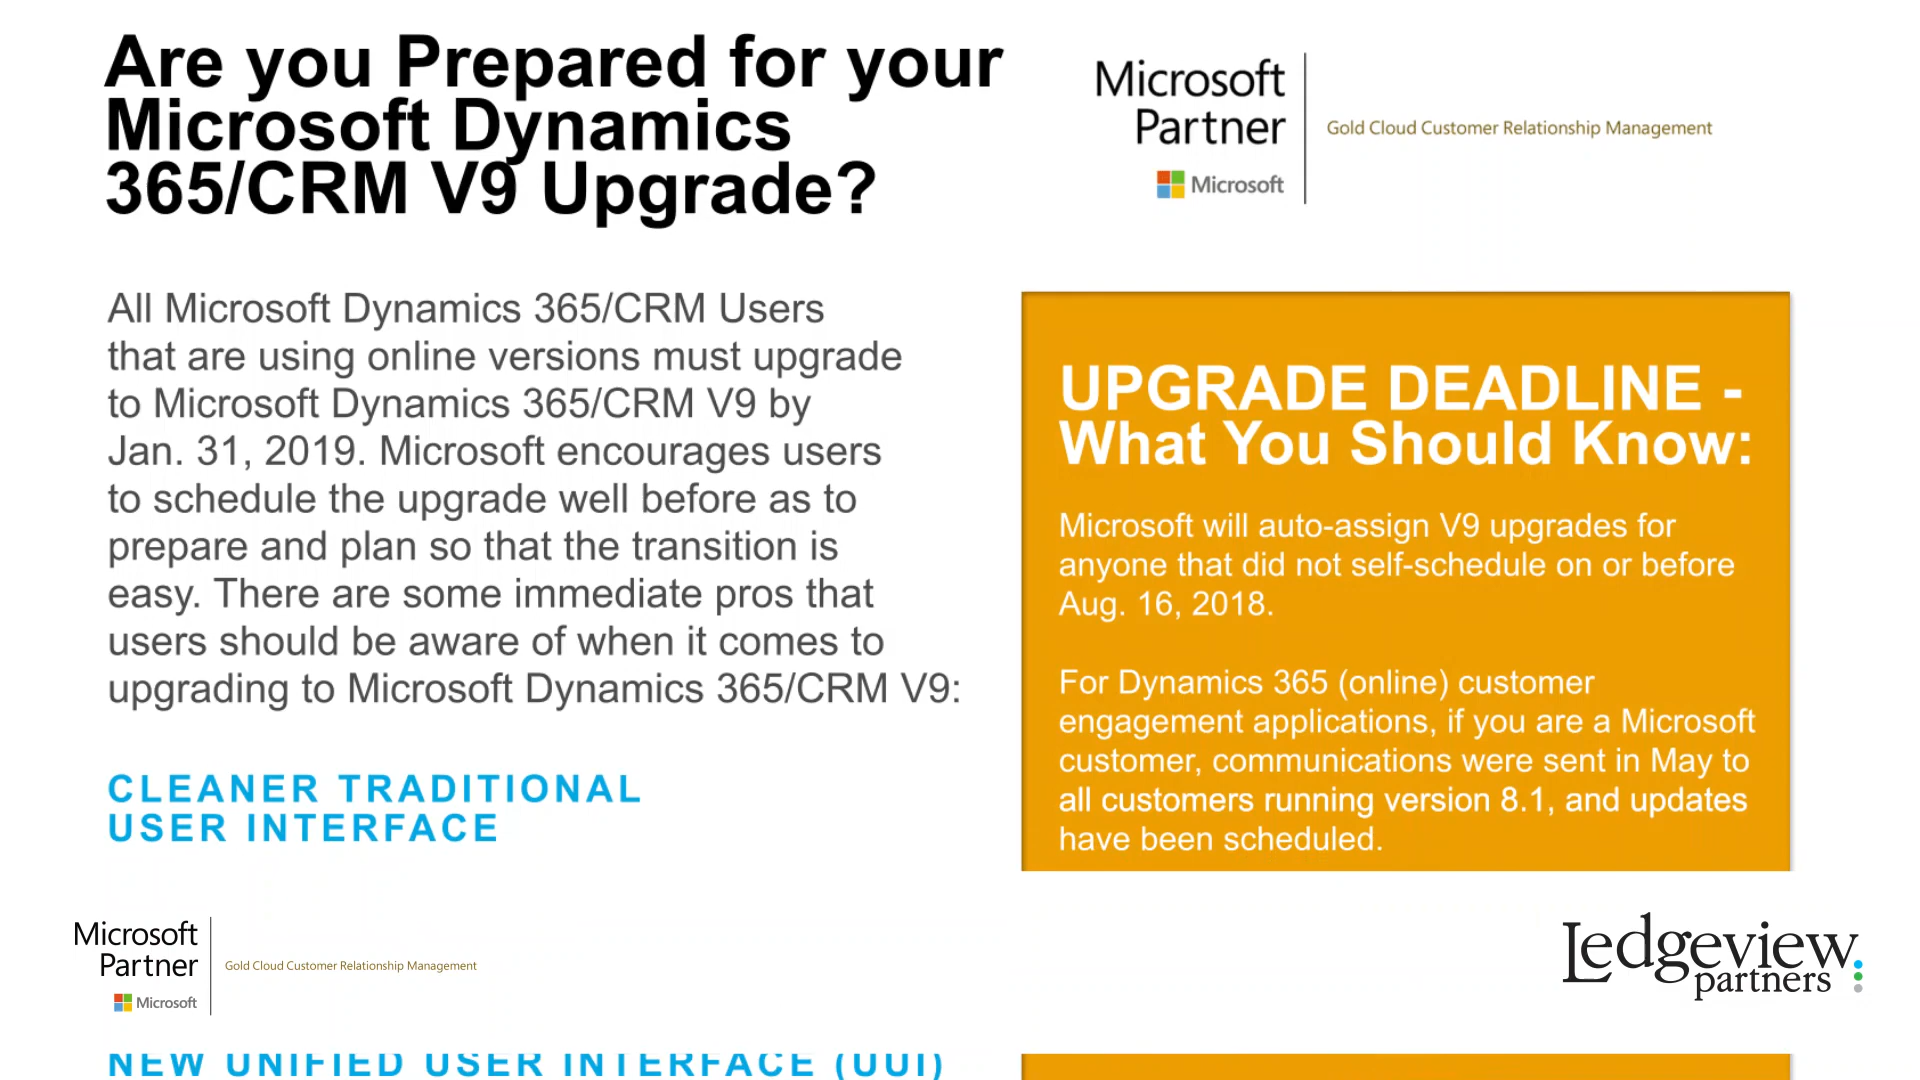 Are you Prepared for your
Microsoft Dynamics
365/CRM V9 Upgrade?
Microsoft
Partner
Microsoft
Gold Cloud Customer Relationship Management
All Microsoft Dynamics 365/CRM Users
that are using online versions must upgrade
to Microsoft Dynamics 365/CRM V9 by
Jan. 31, 2019. Microsoft encourages users
to schedule the upgrade well before as to
prepare and plan so that the transition is
easy. There are some immediate pros that
users should be aware of when it comes to
upgrading to Microsoft Dynamics 365/CRM V9:
CLEANER TRADITIONAL
USER INTERFACE
UPGRADE DEADLINE -
What You Should Know:
Microsoft will auto-assign V9 upgrades for
anyone that did not self-schedule on or before
Aug. 16, 2018.
For Dynamics 365 (online) customer
engagement applications, if you are a Microsoft
customer, communications were sent in May to
all customers running version 8.1, and updates
have been scheduled.
Microsoft
Partner
Microsoft
Gold Cloud Customer Relationship Management
Ledgeview
partners
NEW UNIFIED USER INTERFACE (UUI)